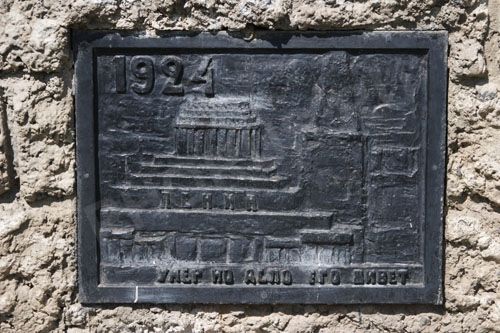 1924
ЛЕНИН
УМЕР НО ДЕЛО ЕГО ЖИВЕТ